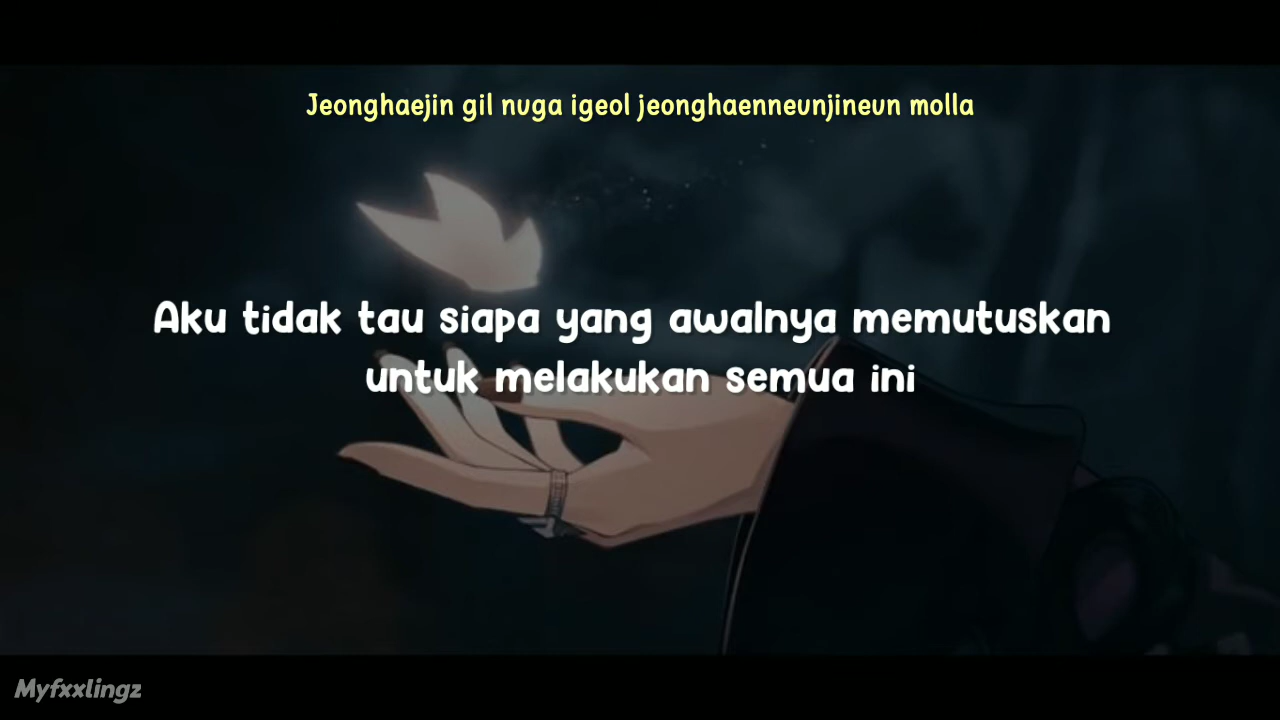 Jeonghaejin gil nuga igeol jeonghaenneunjineun molla
Aku tidak tau siapa yang awalnya memutuskan
untuk melakukan semua ini
Myfxxlingz